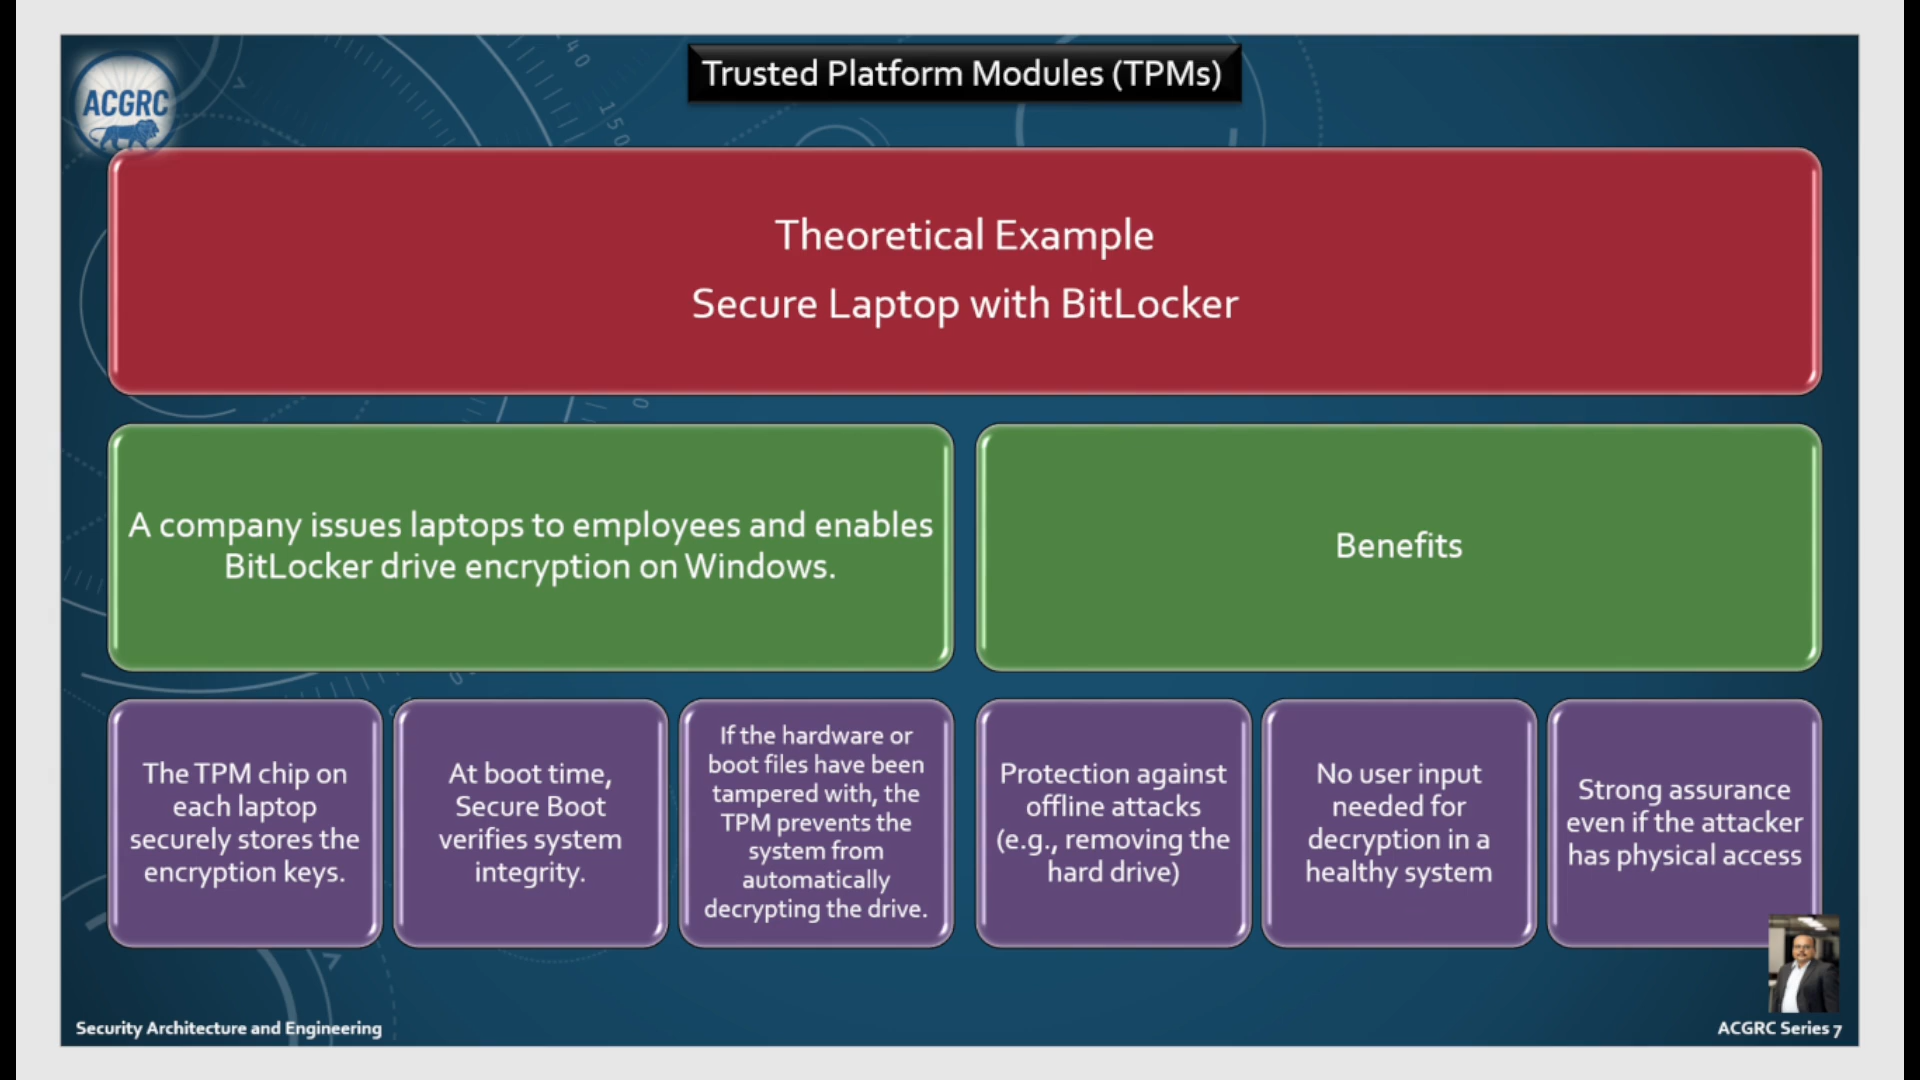 Trusted Platform Modules (TPMs)
ACGRC
Theoretical Example
Secure Laptop with BitLocker
A company issues laptops to employees and enables
BitLocker drive encryption on Windows.
Benefits
The TPM chip on
each laptop
securely stores the
encryption keys.
At boot time,
Secure Boot
verifies system
integrity.
If the hardware or
boot files have been
tampered with, the
TPM prevents the
system from
automatically
decrypting the drive.
Protection against
offline attacks
(e.g., removing the
hard drive)
No user input
needed for
decryption in a
healthy system
Strong assurance
even if the attacker
has physical access
Security Architecture and Engineering
ACGRC Series 7
40
150
0